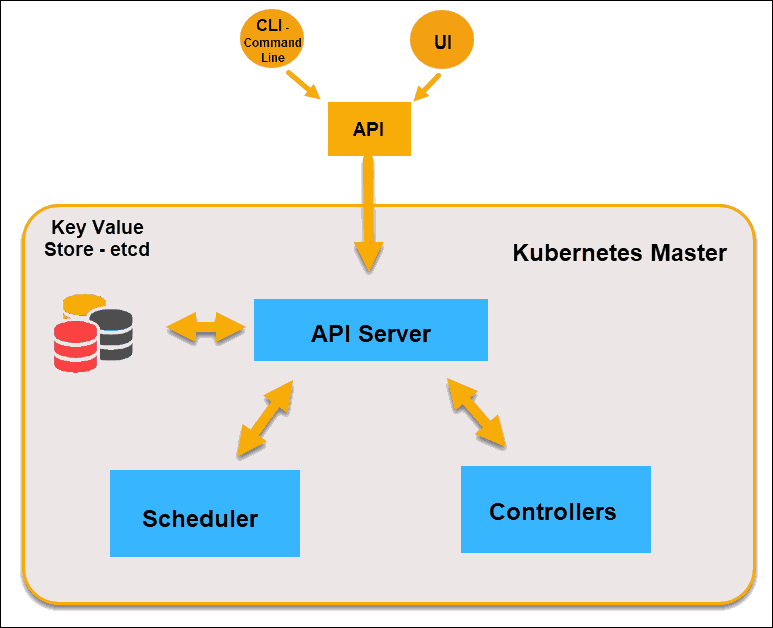 CLI -
Command
Line
UI
API
Key Value
Store - etcd
Kubernetes Master
API Server
Scheduler
Controllers